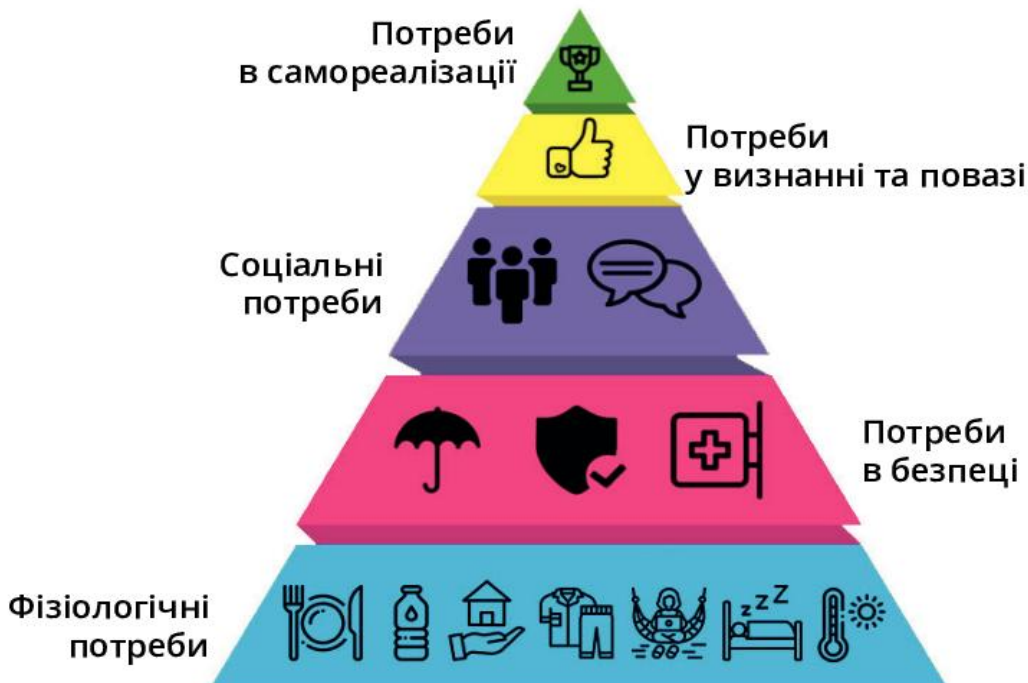 Потреби
в самореалізації
Потреби
у визнанні та повазі
Соціальні
потреби
Потреби
в безпеці
Фізіологічні
потреби
z z Z